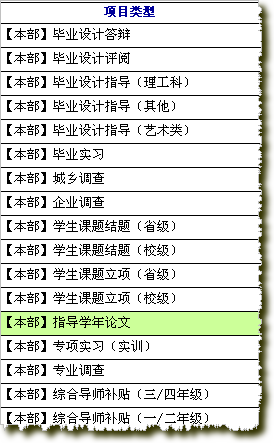 项目类型
【本部】毕业设计答辩
【本部】毕业设计评阅
【本部】毕业设计指导（理工科）
【本部】毕业设计指导（其他）
【本部】毕业设计指导（艺术类）
【本部】毕业实习
【本部】城乡调查
【本部】企业调查
【本部】学生课题结题（省级）
【本部】学生课题结题（校级）
【本部】学生课题立项（省级）
【本部】学生课题立项（校级）
【本部】指导学年论文
【本部】专项实习（实训）
【本部】专业调查
【本部】综合导师补贴（三/四年级）
【本部】综合导师补贴（一/二年级）